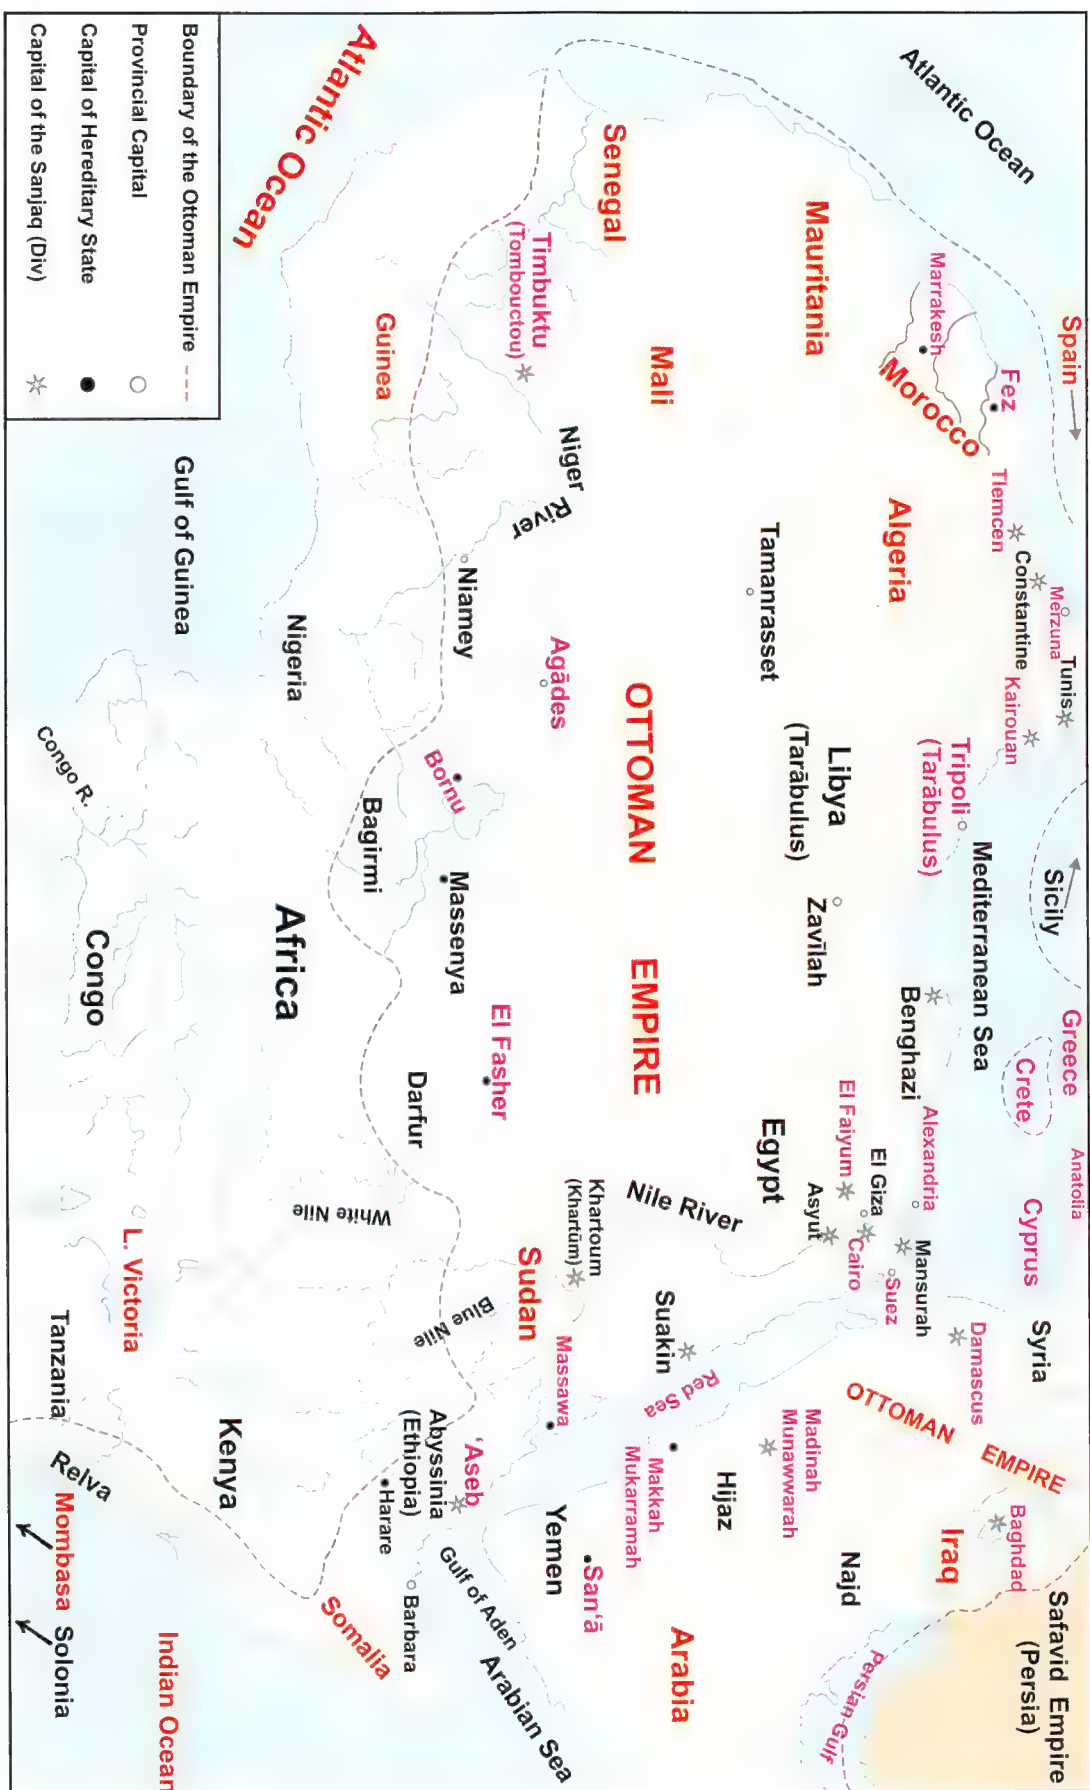 Atlantic Ocean
Spain
Fez
Marrakesh
Morocco
Mauritania
Senegal
Mali
Timbuktu
(Tombouctou)
Guinea
Atlantic Ocean
Algeria
Tlemcen
Constantine
Merzuna
Tunis
Kairouan
Tamanrasset
Niger
River
Niamey
Agādes
Nigeria
Gulf of Guinea
Tripoli
(Tarābulus)
Libya
(Tarābulus)
Zavīlah
Mediterranean Sea
Sicily
Greece
Crete
Anatolia
Cyprus
Syria
Benghazi
Alexandria
El Faiyum
El Giza
Asyut
Cairo
Mansurah
Suez
Damascus
Egypt
Nile River
OTTOMAN EMPIRE
OTTOMAN EMPIRE
Bornu
Bagirmi
Massenya
El Fasher
Darfur
Africa
Congo R.
Congo
White Nile
Khartoum
(Khartūm)
Sudan
Blue Nile
Suakin
Red Sea
Massawa
Madinah
Munawwarah
Makkah
Mukarramah
Hijaz
Najd
Iraq
Baghdad
Safavid Empire
(Persia)
Persian Gulf
Arabia
San'ā
Yemen
'Aseb
Abyssinia
(Ethiopia)
Harare
Barbara
Gulf of Aden
Arabian Sea
Somalia
Kenya
L. Victoria
Tanzania
Relva
Mombasa
Solonia
Indian Ocean
Boundary of the Ottoman Empire
Provincial Capital
Capital of Hereditary State
Capital of the Sanjaq (Div)